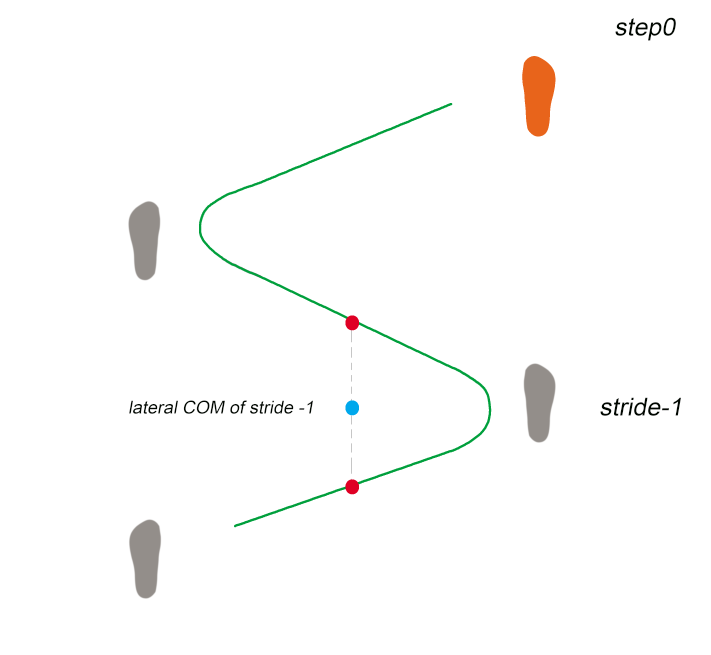 step0
lateral COM of stride -1
stride-1